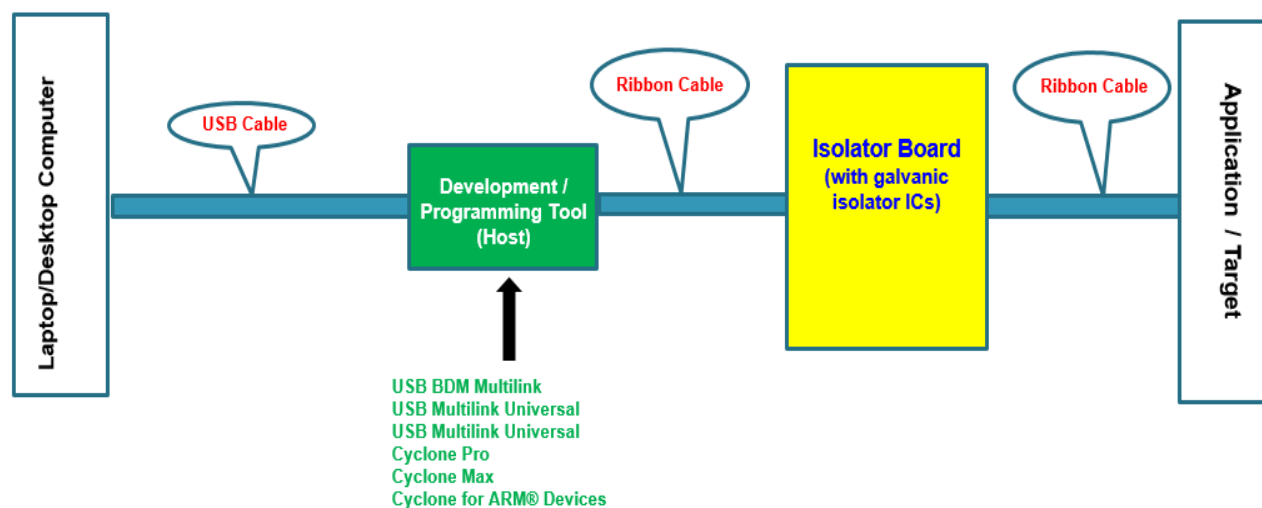 Laptop/Desktop Computer
USB Cable
Development /
Programming Tool
(Host)
USB BDM Multilink
USB Multilink Universal
USB Multilink Universal
Cyclone Pro
Cyclone Max
Cyclone for ARM® Devices
Ribbon Cable
Isolator Board
(with galvanic
isolator ICs)
Ribbon Cable
Application / Target